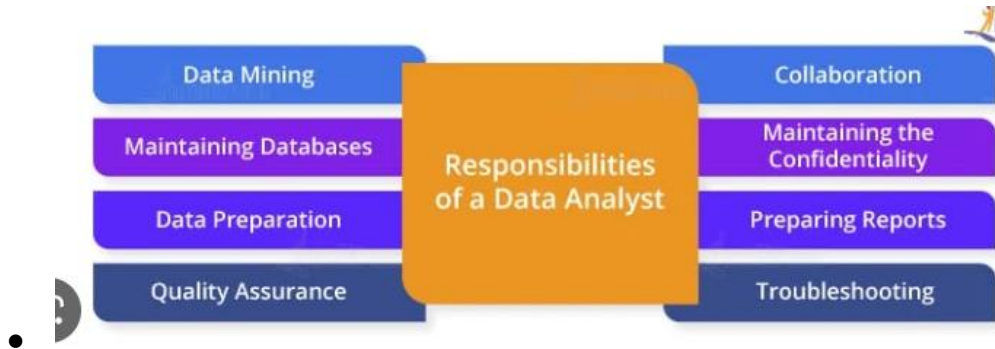 Data Mining
Maintaining Databases
Data Preparation
Quality Assurance
Responsibilities
of a Data Analyst
Collaboration
Maintaining the
Confidentiality
Preparing Reports
Troubleshooting